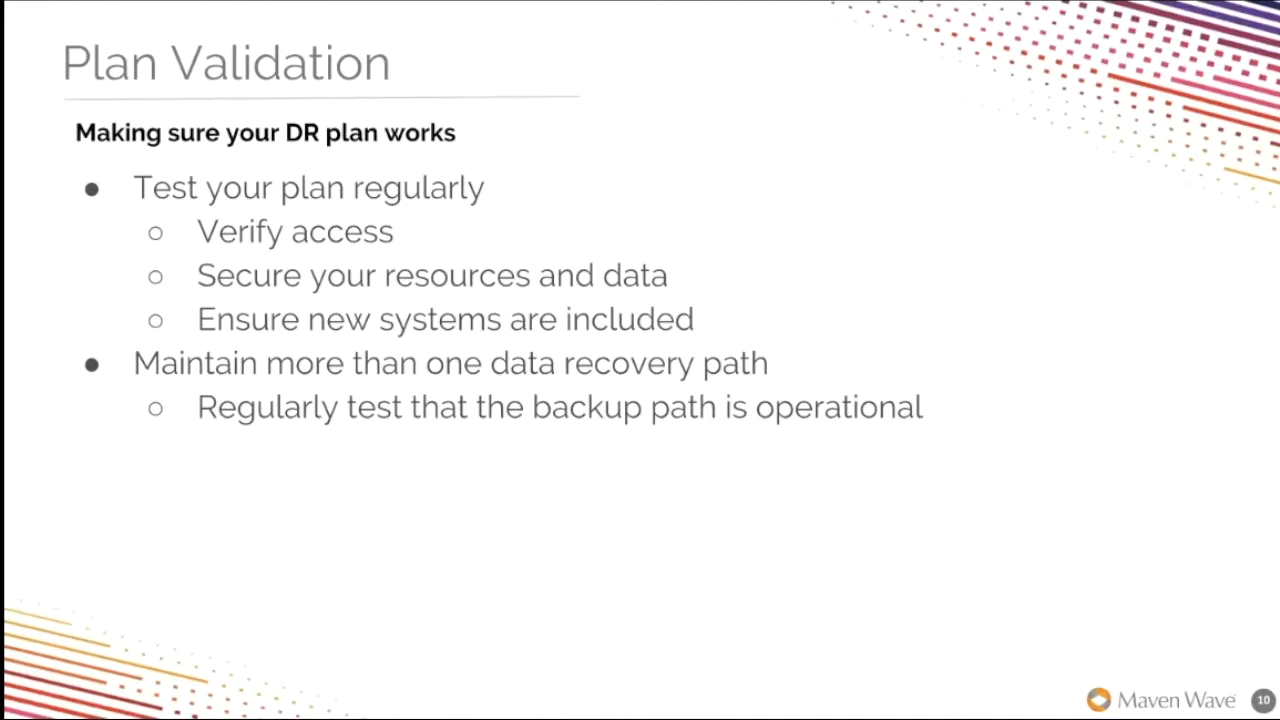 Plan Validation
Making sure your DR plan works
● Test your plan regularly
○ Verify access
○ Secure your resources and data
○ Ensure new systems are included
● Maintain more than one data recovery path
○ Regularly test that the backup path is operational
Maven Wave 10